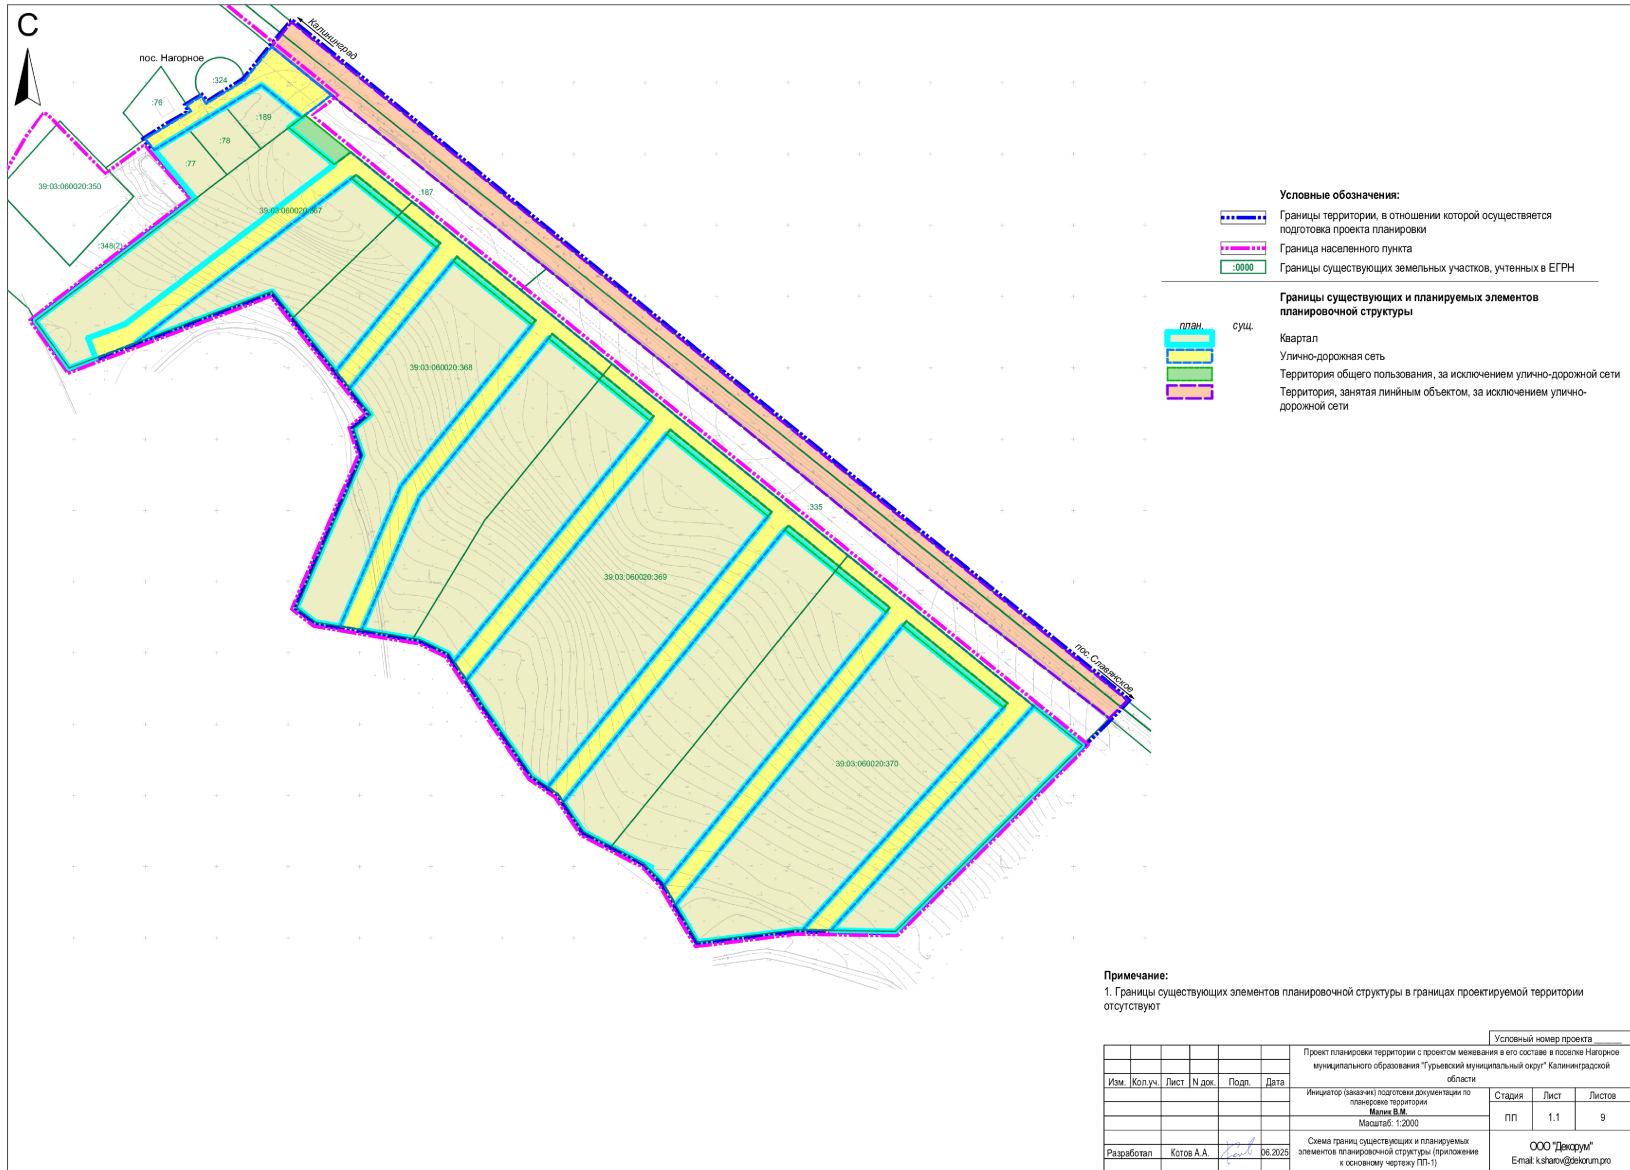 С
Калининград
пос. Нагорное
:324
:76
:189
:78
:77
39:03:060020:350
:187
39:03:060020:367
:348(2)
39:03:060020:368
:335
39:03:060020:369
пос. Славянское
39:03:060020:370
Условные обозначения:
Границы территории, в отношении которой осуществляется
подготовка проекта планировки
Граница населенного пункта
:0000 Границы существующих земельных участков, учтенных в ЕГРН
Границы существующих и планируемых элементов
планировочной структуры
план. сущ.
Квартал
Улично-дорожная сеть
Территория общего пользования, за исключением улично-дорожной сети
Территория, занятая линейным объектом, за исключением улично-
дорожной сети
Примечание:
1. Границы существующих элементов планировочной структуры в границах проектируемой территории
отсутствуют
Условный номер проекта ______
Проект планировки территории с проектом межевания в его составе в поселке Нагорное
муниципального образования "Гурьевский муниципальный округ" Калининградской
области
Изм. Кол.уч. Лист N док. Подп. Дата
Инициатор (заказчик) подготовки документации по
планировке территории
Малик В.М.
Масштаб: 1:2000
Стадия Лист Листов
ПП 1.1 9
Разработал Котов А.А. 06.2025
Схема границ существующих и планируемых
элементов планировочной структуры (приложение
к основному чертежу ПП-1)
ООО "Декорум"
E-mail: k.sharov@dekorum.pro